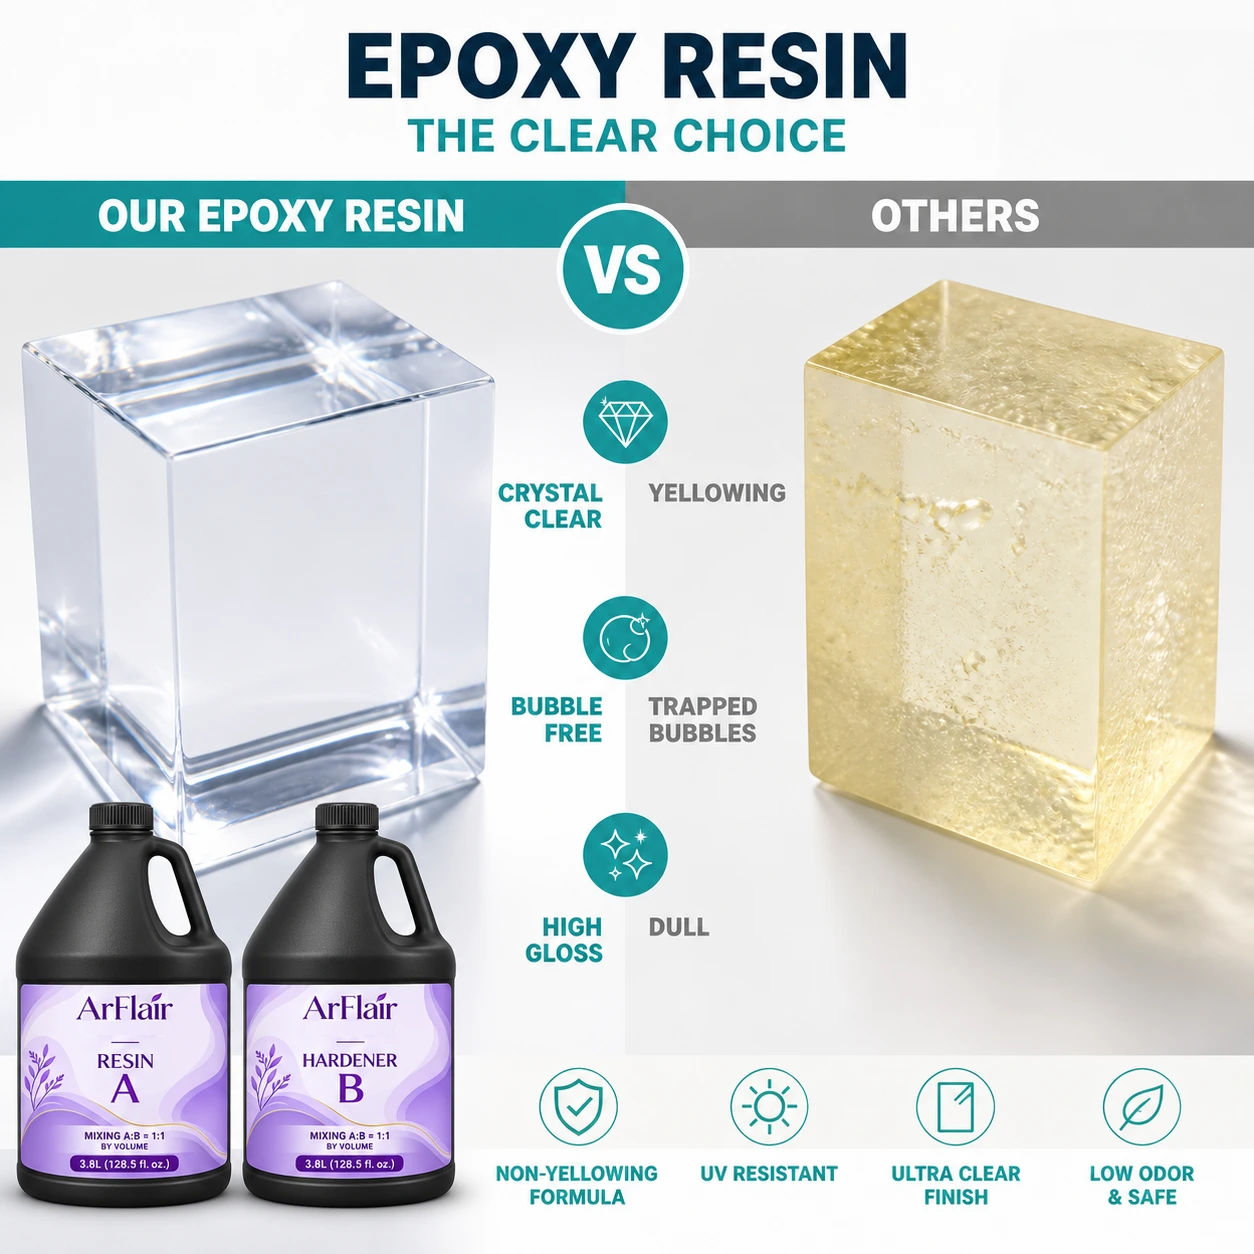 EPOXY RESIN
THE CLEAR CHOICE
OUR EPOXY RESIN
VS
OTHERS
CRYSTAL
CLEAR
YELLOWING
BUBBLE
FREE
TRAPPED
BUBBLES
HIGH
GLOSS
DULL
ArFlair
RESIN
A
MIXING A:B = 1:1
BY VOLUME
3.8L (128.5 fl. oz.)
ArFlair
HARDENER
B
MIXING A:B = 1:1
BY VOLUME
3.8L (128.5 fl. oz.)
NON-YELLOWING
FORMULA
UV RESISTANT
ULTRA CLEAR
FINISH
LOW ODOR
& SAFE